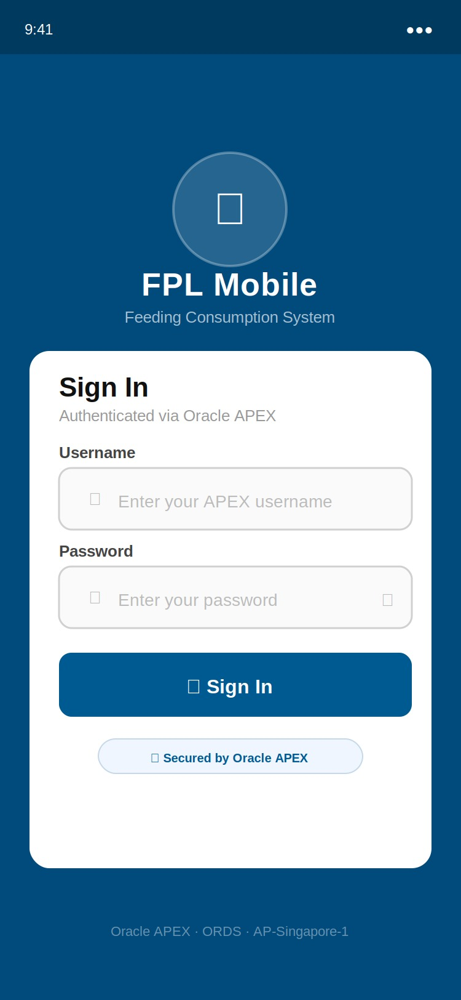 9:41
FPL Mobile
Feeding Consumption System
Sign In
Authenticated via Oracle APEX
Username
Enter your APEX username
Password
Enter your password
Sign In
Secured by Oracle APEX
Oracle APEX · ORDS · AP-Singapore-1